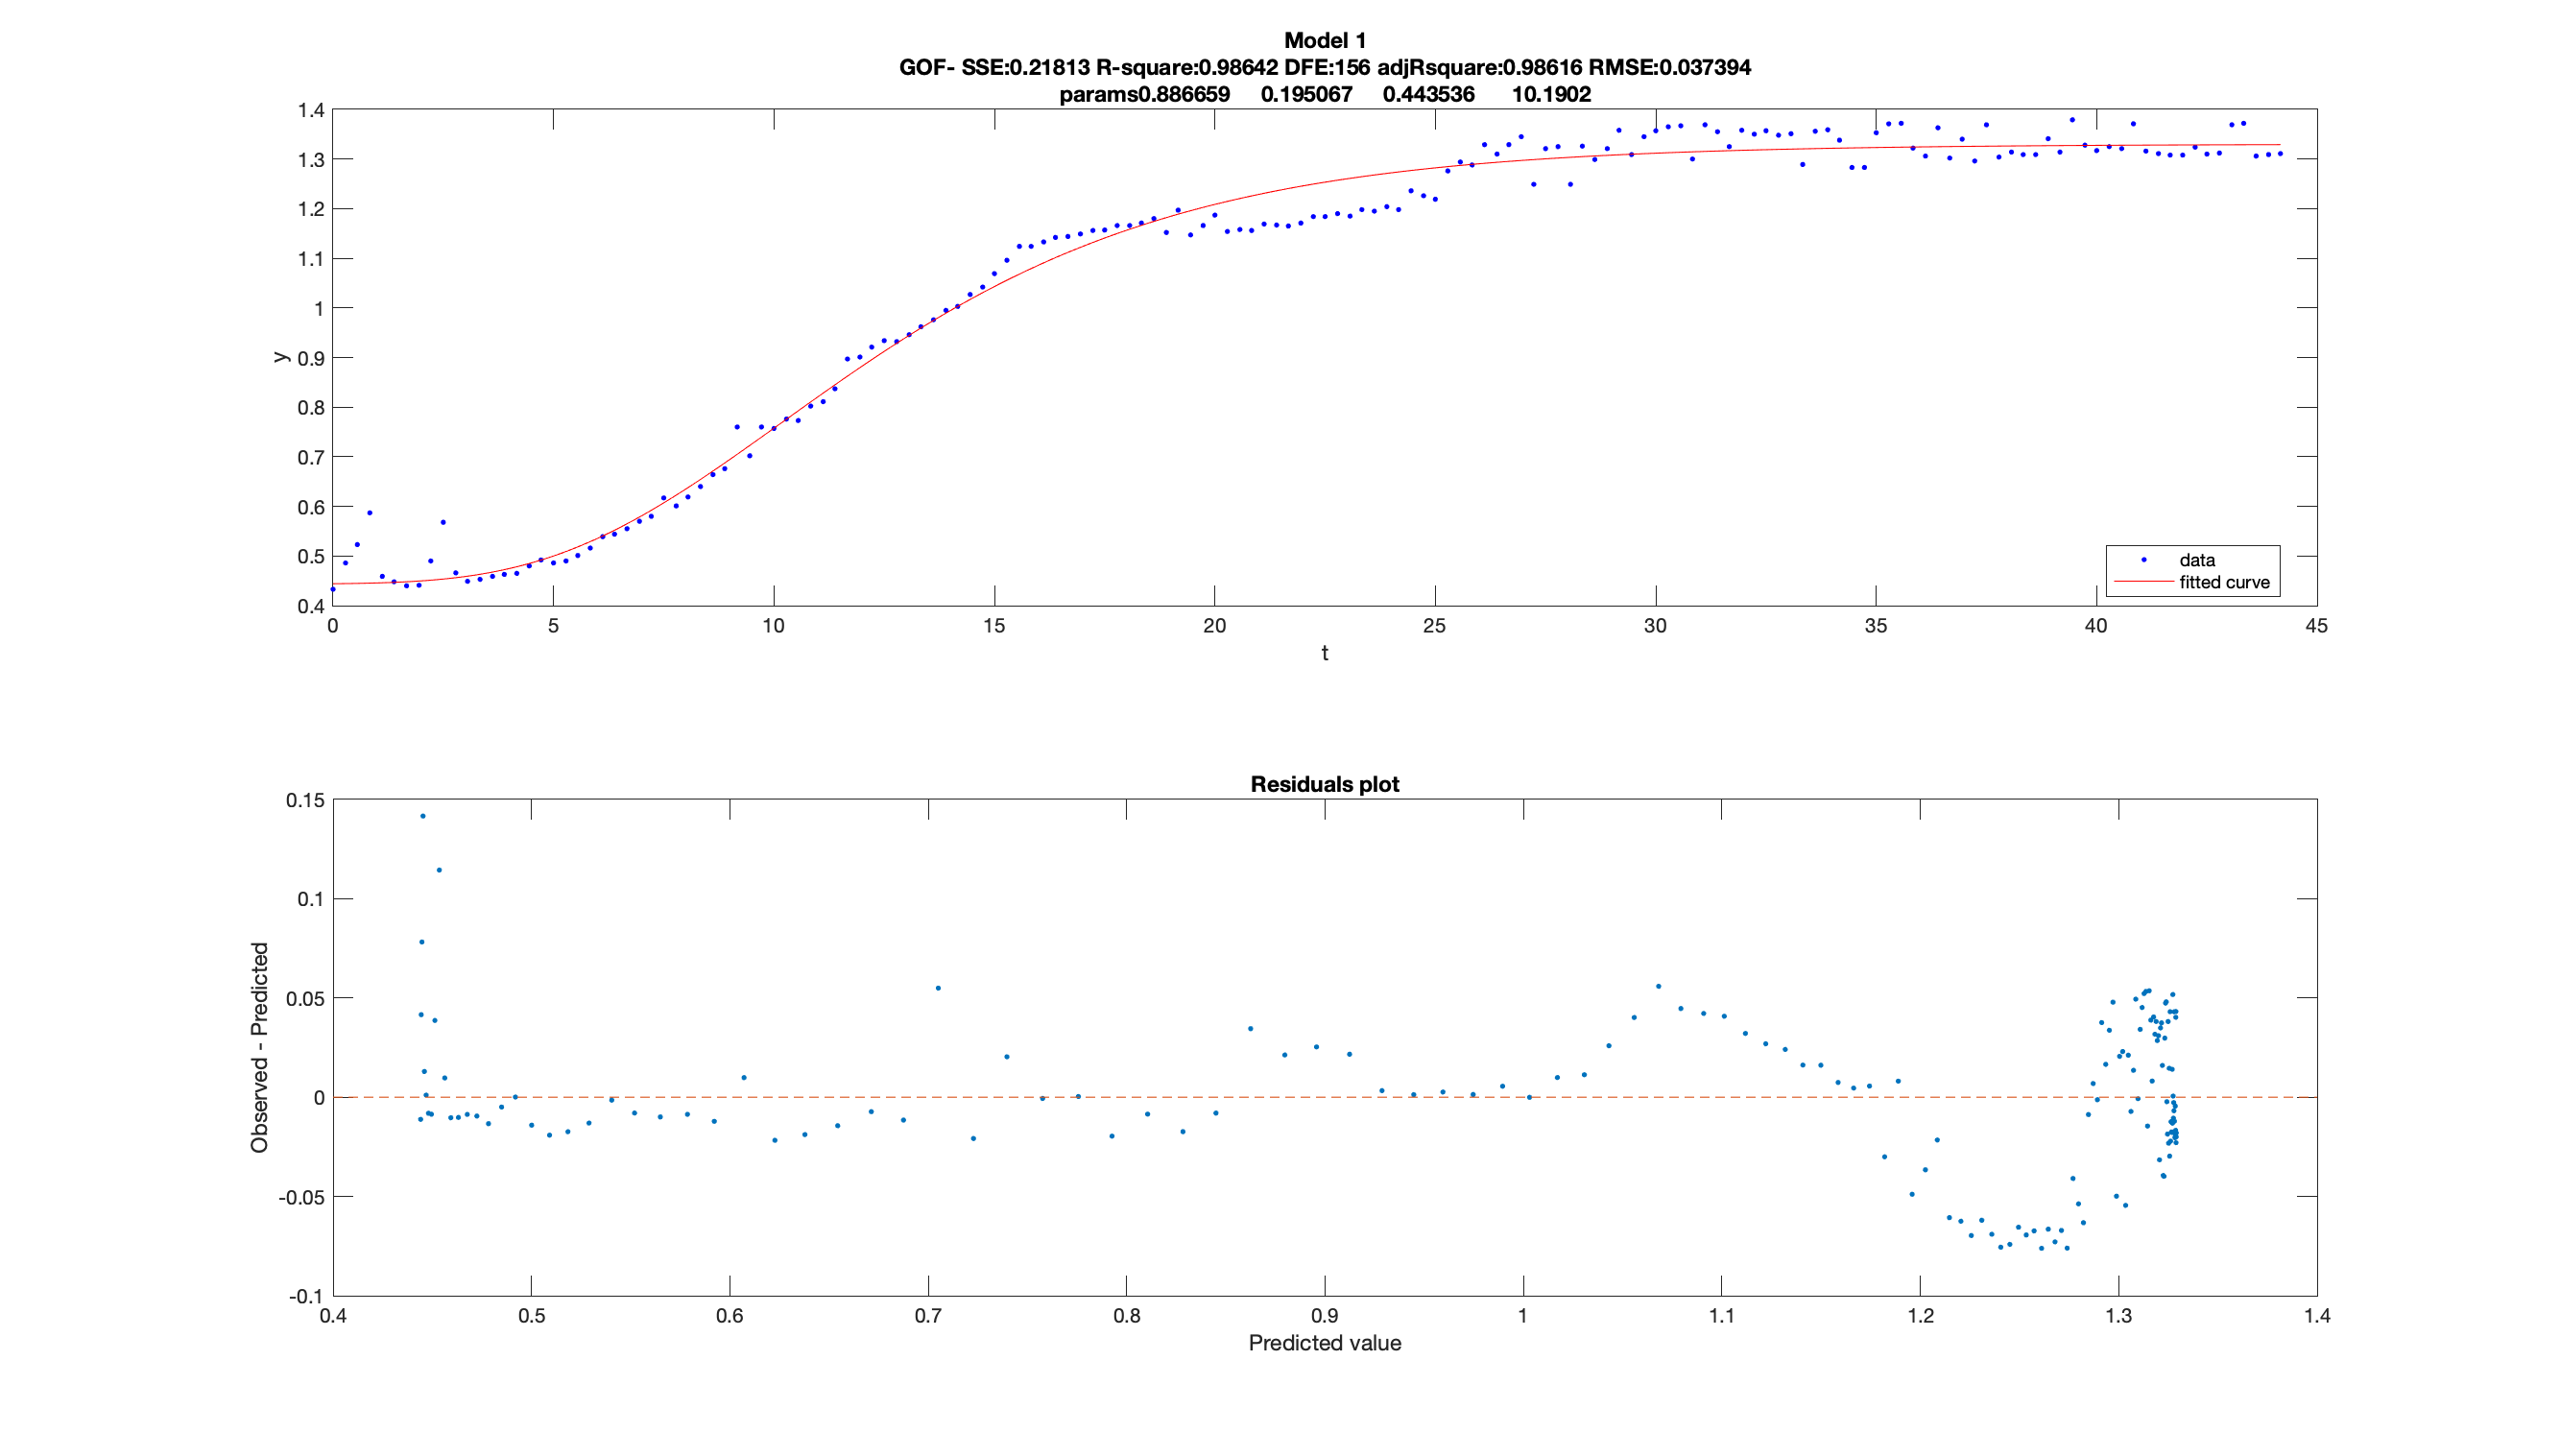 Model 1
GOF- SSE:0.21813 R-square:0.98642 DFE:156 adjRsquare:0.98616 RMSE:0.037394
params0.886659 0.195067 0.443536 10.1902
1.4
1.3
1.2
1.1
1
0.9
0.8
0.7
0.6
0.5
0.4
y
data
fitted curve
0 5 10 15 20 25 30 35 40 45
t
Residuals plot
0.15
0.1
0.05
0
-0.05
-0.1
Observed - Predicted
0.4 0.5 0.6 0.7 0.8 0.9 1 1.1 1.2 1.3 1.4
Predicted value